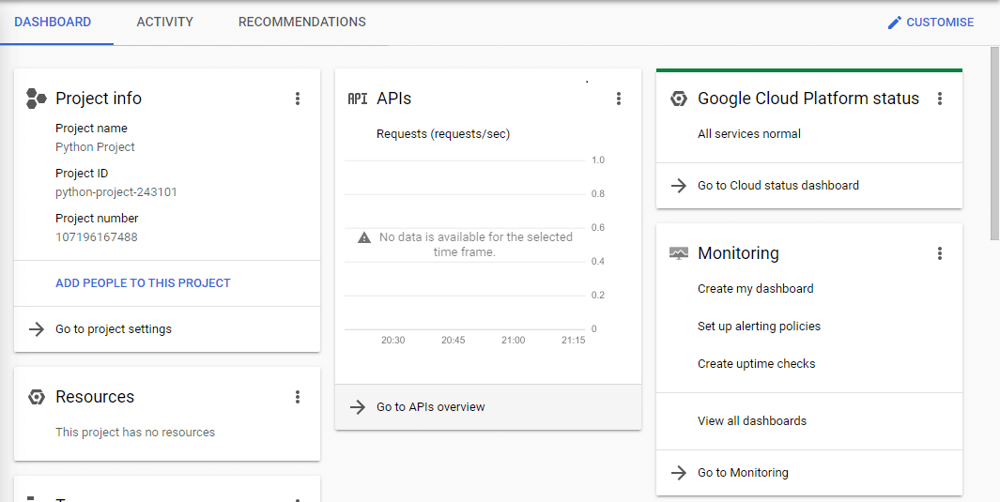 DASHBOARD
ACTIVITY
RECOMMENDATIONS
CUSTOMISE
Project info
Project name
Python Project
Project ID
python-project-243101
Project number
107196167488
ADD PEOPLE TO THIS PROJECT
Go to project settings
Resources
This project has no resources
API APIs
Requests (requests/sec)
1.0
0.8
0.6
0.4
0.2
0
No data is available for the selected
time frame.
20:30
20:45
21:00
21:15
Go to APIs overview
Google Cloud Platform status
All services normal
Go to Cloud status dashboard
Monitoring
Create my dashboard
Set up alerting policies
Create uptime checks
View all dashboards
Go to Monitoring